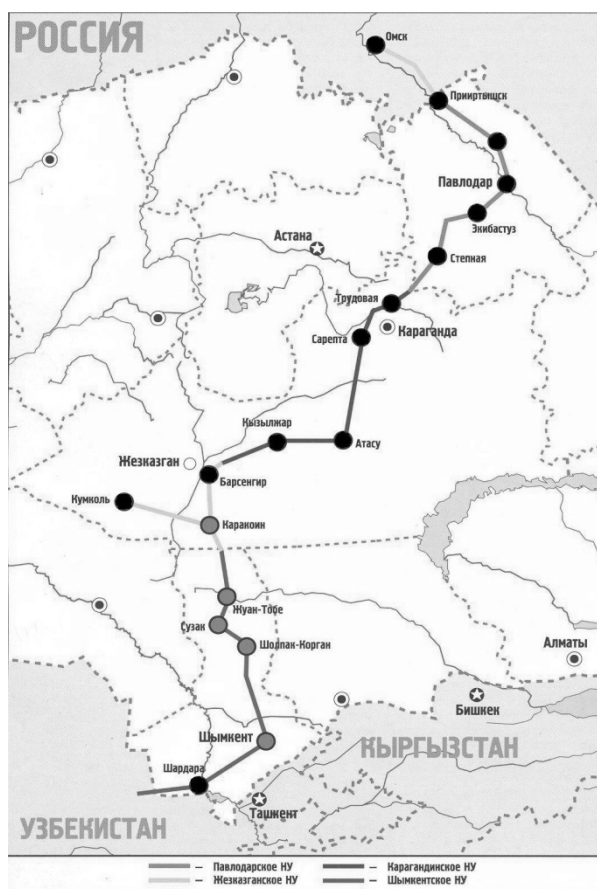 РОССИЯ
Омск
Прииртышск
Павлодар
Экибастуз
Астана
Степная
Трудовая
Караганда
Сарепта
Кызылжар
Атасу
Жезказган
Барсенгир
Кумколь
Каракоин
Жуан-Тобе
Сузак
Шолпак-Корган
Алматы
Бишкек
Шымкент
КЫРГЫЗСТАН
Шардара
Ташкент
УЗБЕКИСТАН
– Павлодарское НУ – Карагандинское НУ
– Жезказганское НУ – Шымкентское НУ